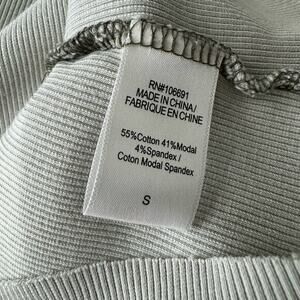 RN#106691
MADE IN CHINA/
FABRIQUE EN CHINE
55%Cotton 41%Modal
4%Spandex /
Coton Modal Spandex
S